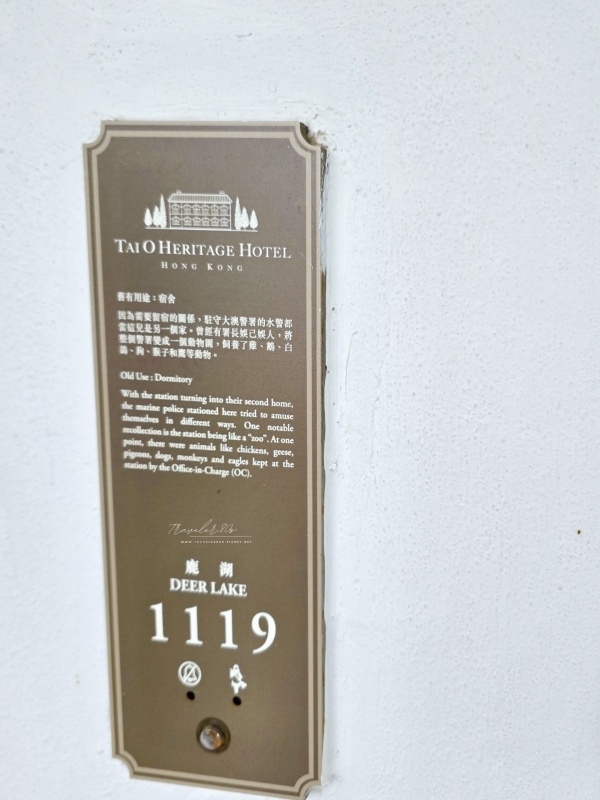 TAI O HERITAGE HOTEL
HONG KONG
舊有用途：宿舍
因為需要留宿的關係，駐守大澳警署的水警都
當這兒是另一個家。曾經有署長娛己娛人，將
整個警署變成一個動物園，飼養了雞、鵝、白
鴿、狗、猴子和鷹等動物。
Old Use : Dormitory
With the station turning into their second home,
the marine police stationed here tried to amuse
themselves in different ways. One notable
recollection is the station being like a "zoo". At one
point, there were animals like chickens, geese,
pigeons, dogs, monkeys and eagles kept at the
station by the Office-in-Charge (OC).
Traveler80s
鹿湖
DEER LAKE
1119